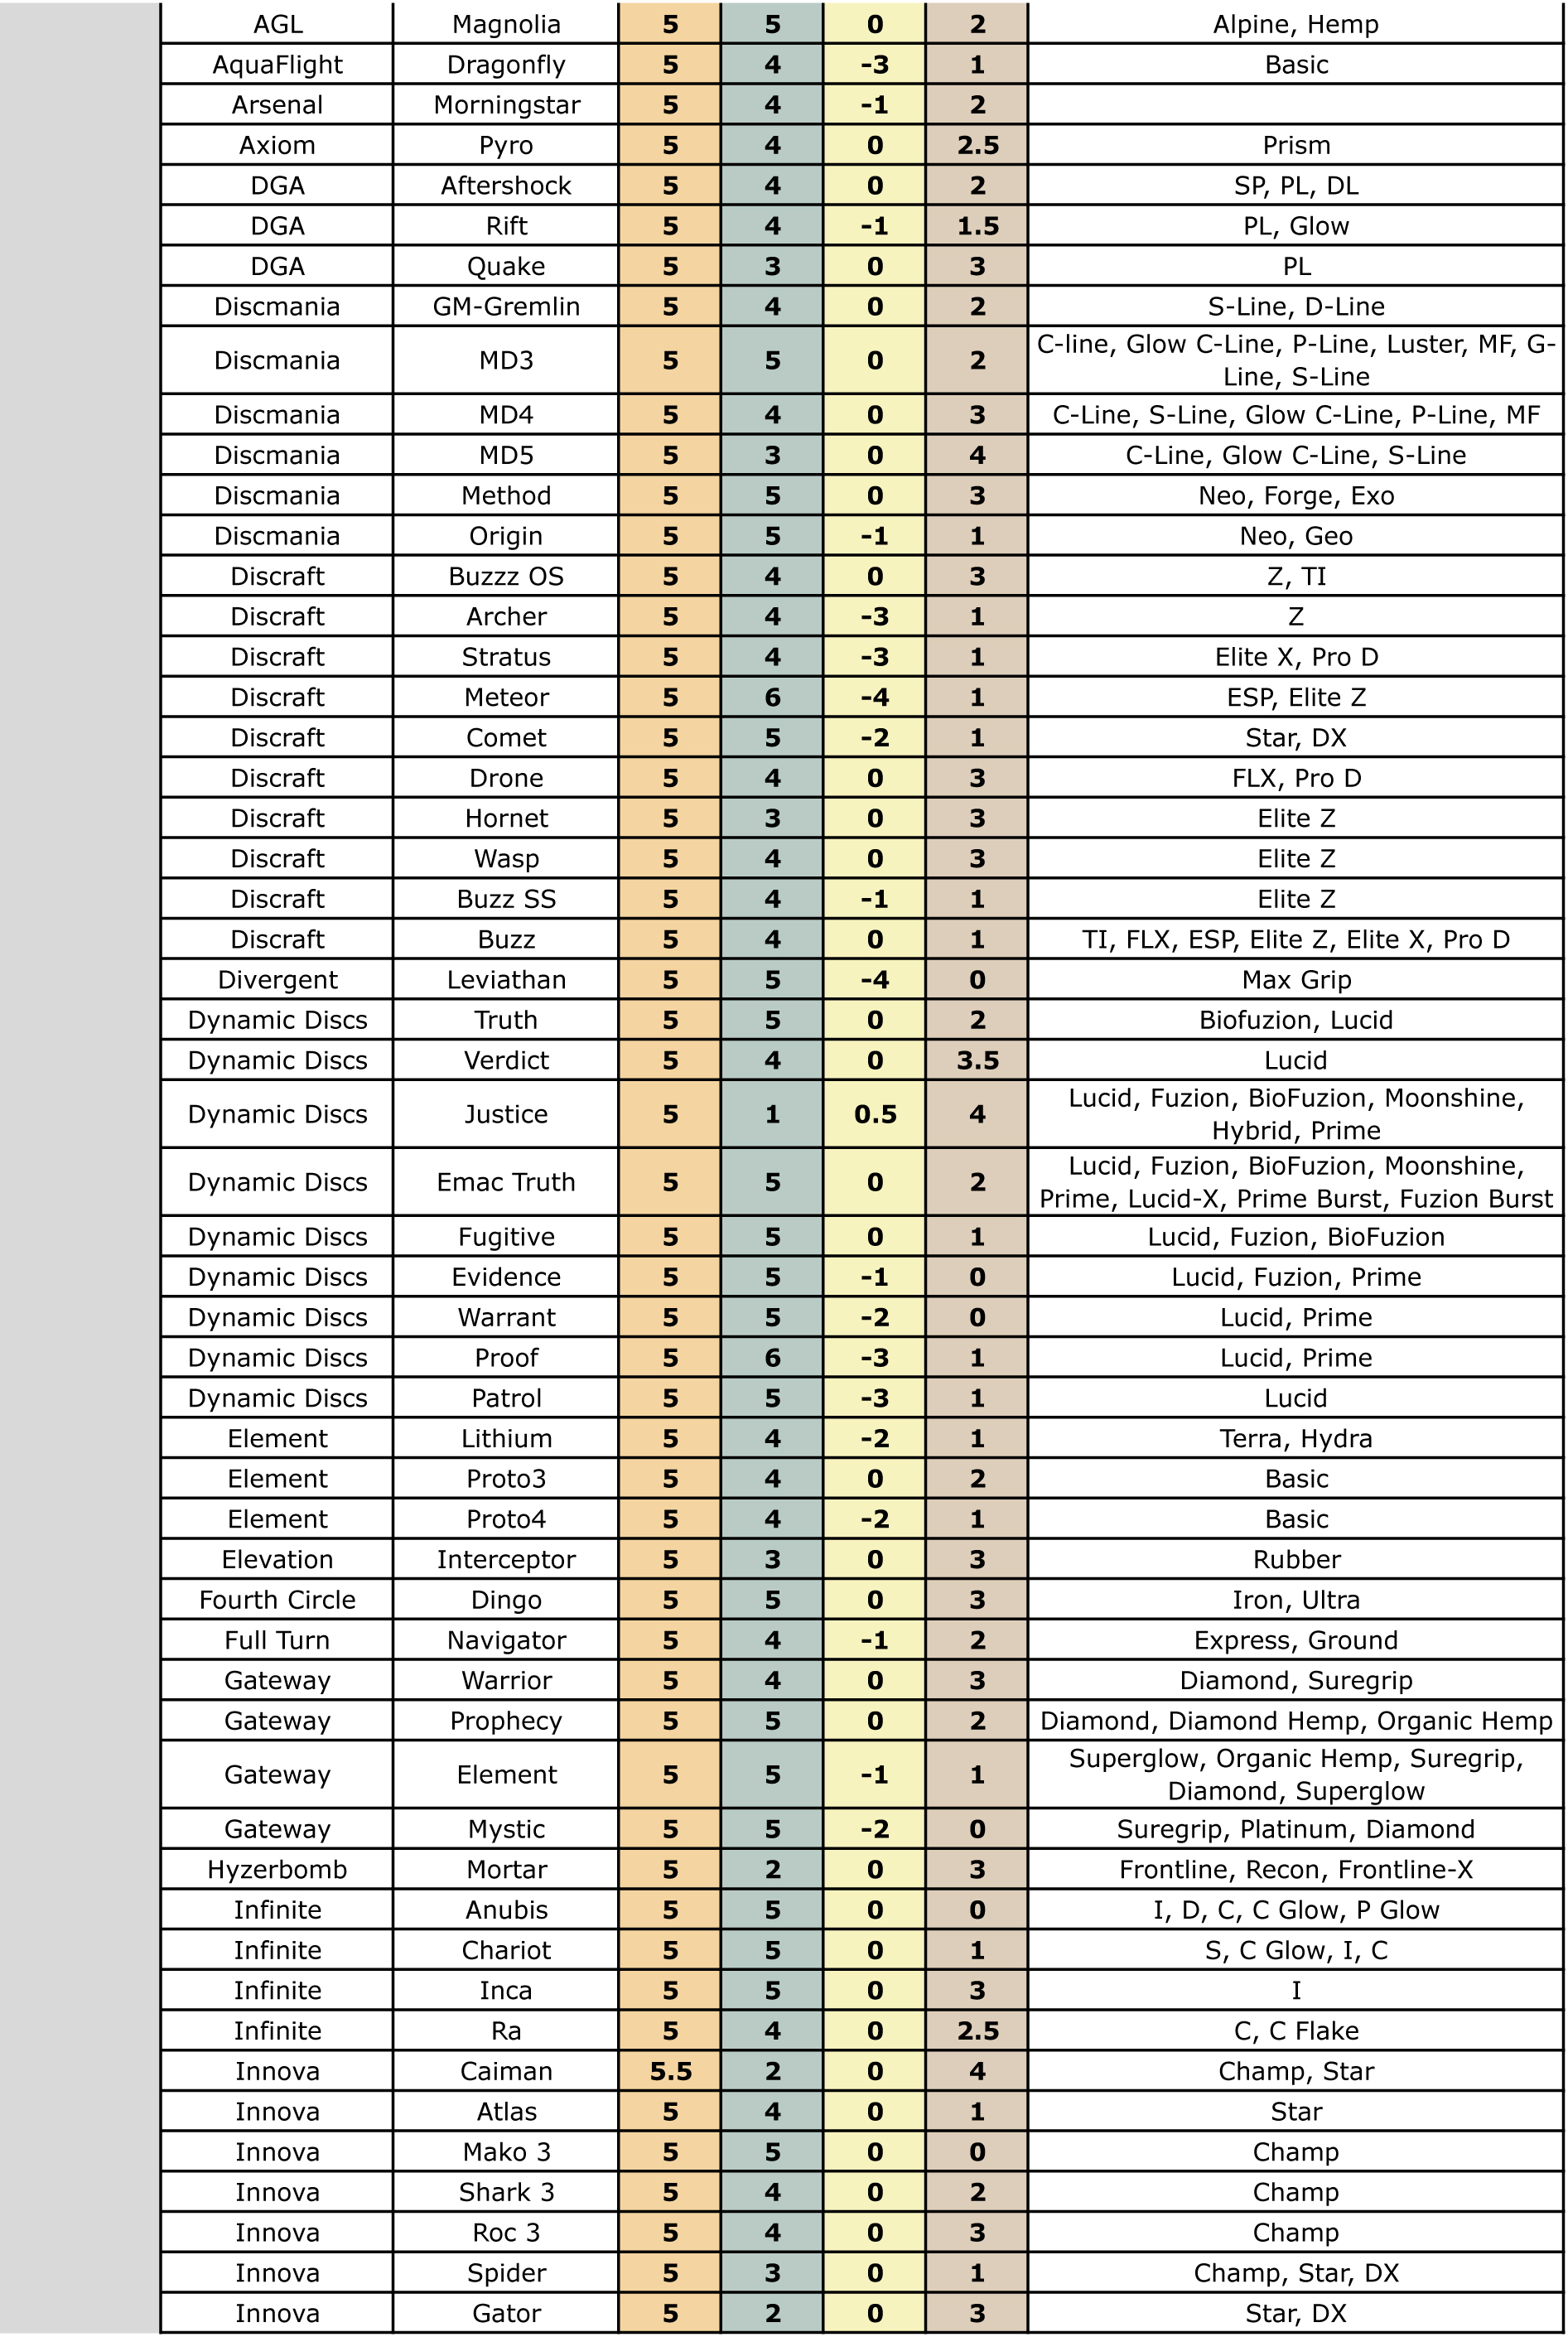 AGL Magnolia 5 5 0 2 Alpine, Hemp
AquaFlight Dragonfly 5 4 -3 1 Basic
Arsenal Morningstar 5 4 -1 2
Axiom Pyro 5 4 0 2.5 Prism
DGA Aftershock 5 4 0 2 SP, PL, DL
DGA Rift 5 4 -1 1.5 PL, Glow
DGA Quake 5 3 0 3 PL
Discmania GM-Gremlin 5 4 0 2 S-Line, D-Line
Discmania MD3 5 5 0 2 C-line, Glow C-Line, P-Line, Luster, MF, G-
Line, S-Line
Discmania MD4 5 4 0 3 C-Line, S-Line, Glow C-Line, P-Line, MF
Discmania MD5 5 3 0 4 C-Line, Glow C-Line, S-Line
Discmania Method 5 5 0 3 Neo, Forge, Exo
Discmania Origin 5 5 -1 1 Neo, Geo
Discraft Buzzz OS 5 4 0 3 Z, TI
Discraft Archer 5 4 -3 1 Z
Discraft Stratus 5 4 -3 1 Elite X, Pro D
Discraft Meteor 5 6 -4 1 ESP, Elite Z
Discraft Comet 5 5 -2 1 Star, DX
Discraft Drone 5 4 0 3 FLX, Pro D
Discraft Hornet 5 3 0 3 Elite Z
Discraft Wasp 5 4 0 3 Elite Z
Discraft Buzz SS 5 4 -1 1 Elite Z
Discraft Buzz 5 4 0 1 TI, FLX, ESP, Elite Z, Elite X, Pro D
Divergent Leviathan 5 5 -4 0 Max Grip
Dynamic Discs Truth 5 5 0 2 Biofuzion, Lucid
Dynamic Discs Verdict 5 4 0 3.5 Lucid
Dynamic Discs Justice 5 1 0.5 4 Lucid, Fuzion, BioFuzion, Moonshine,
Hybrid, Prime
Dynamic Discs Emac Truth 5 5 0 2 Lucid, Fuzion, BioFuzion, Moonshine,
Prime, Lucid-X, Prime Burst, Fuzion Burst
Dynamic Discs Fugitive 5 5 0 1 Lucid, Fuzion, BioFuzion
Dynamic Discs Evidence 5 5 -1 0 Lucid, Fuzion, Prime
Dynamic Discs Warrant 5 5 -2 0 Lucid, Prime
Dynamic Discs Proof 5 6 -3 1 Lucid, Prime
Dynamic Discs Patrol 5 5 -3 1 Lucid
Element Lithium 5 4 -2 1 Terra, Hydra
Element Proto3 5 4 0 2 Basic
Element Proto4 5 4 -2 1 Basic
Elevation Interceptor 5 3 0 3 Rubber
Fourth Circle Dingo 5 5 0 3 Iron, Ultra
Full Turn Navigator 5 4 -1 2 Express, Ground
Gateway Warrior 5 4 0 3 Diamond, Suregrip
Gateway Prophecy 5 5 0 2 Diamond, Diamond Hemp, Organic Hemp
Gateway Element 5 5 -1 1 Superglow, Organic Hemp, Suregrip,
Diamond, Superglow
Gateway Mystic 5 5 -2 0 Suregrip, Platinum, Diamond
Hyzerbomb Mortar 5 2 0 3 Frontline, Recon, Frontline-X
Infinite Anubis 5 5 0 0 I, D, C, C Glow, P Glow
Infinite Chariot 5 5 0 1 S, C Glow, I, C
Infinite Inca 5 5 0 3 I
Infinite Ra 5 4 0 2.5 C, C Flake
Innova Caiman 5.5 2 0 4 Champ, Star
Innova Atlas 5 4 0 1 Star
Innova Mako 3 5 5 0 0 Champ
Innova Shark 3 5 4 0 2 Champ
Innova Roc 3 5 4 0 3 Champ
Innova Spider 5 3 0 1 Champ, Star, DX
Innova Gator 5 2 0 3 Star, DX